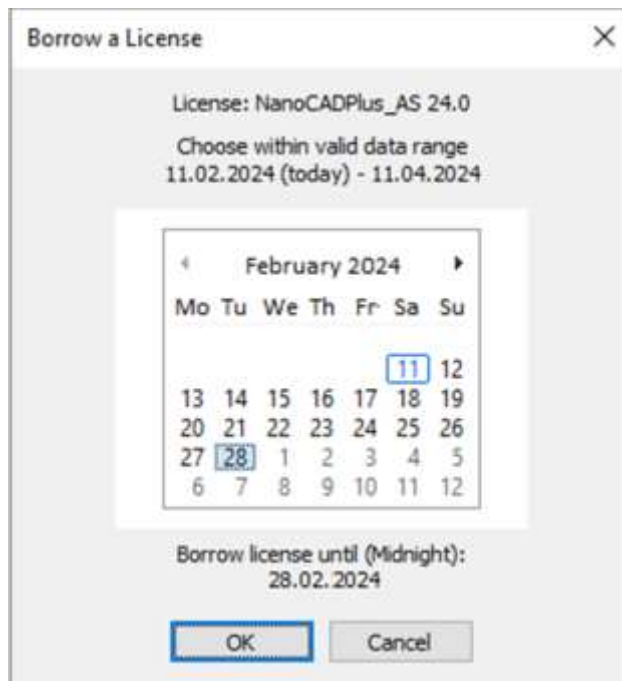 Borrow a License
License: NanoCADPlus_AS 24.0
Choose within valid data range
11.02.2024 (today) - 11.04.2024
February 2024
Mo Tu We Th Fr Sa Su
11 12
13 14 15 16 17 18 19
20 21 22 23 24 25 26
27 28 1 2 3 4 5
6 7 8 9 10 11 12
Borrow license until (Midnight):
28.02.2024
OK Cancel